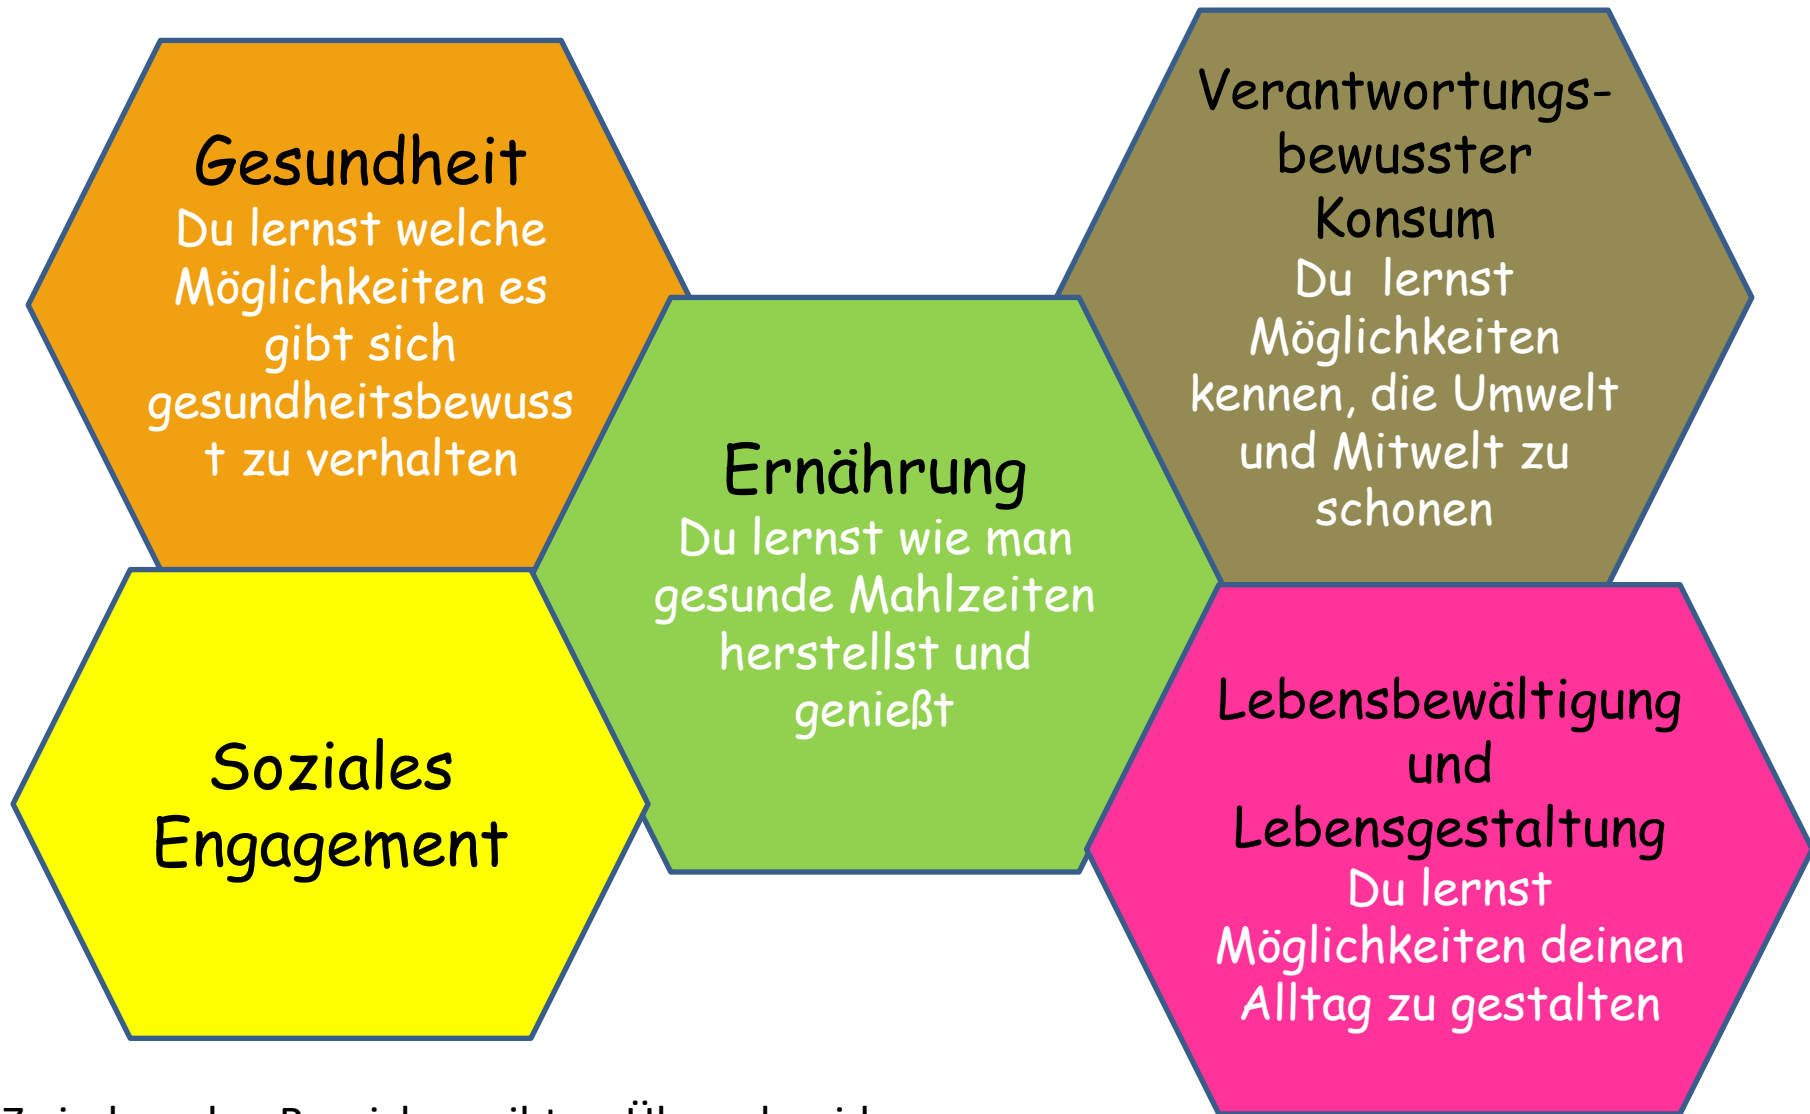 Gesundheit
Du lernst welche
Möglichkeiten es
gibt sich
gesundheitsbewuss
t zu verhalten
Verantwortungs-
bewusster
Konsum
Du  lernst
Möglichkeiten
kennen, die Umwelt
und Mitwelt zu
schonen
Ernährung
Du lernst wie man
gesunde Mahlzeiten
herstellst und
genießt
Soziales
Engagement
Lebensbewältigung
und
Lebensgestaltung
Du lernst
Möglichkeiten deinen
Alltag zu gestalten